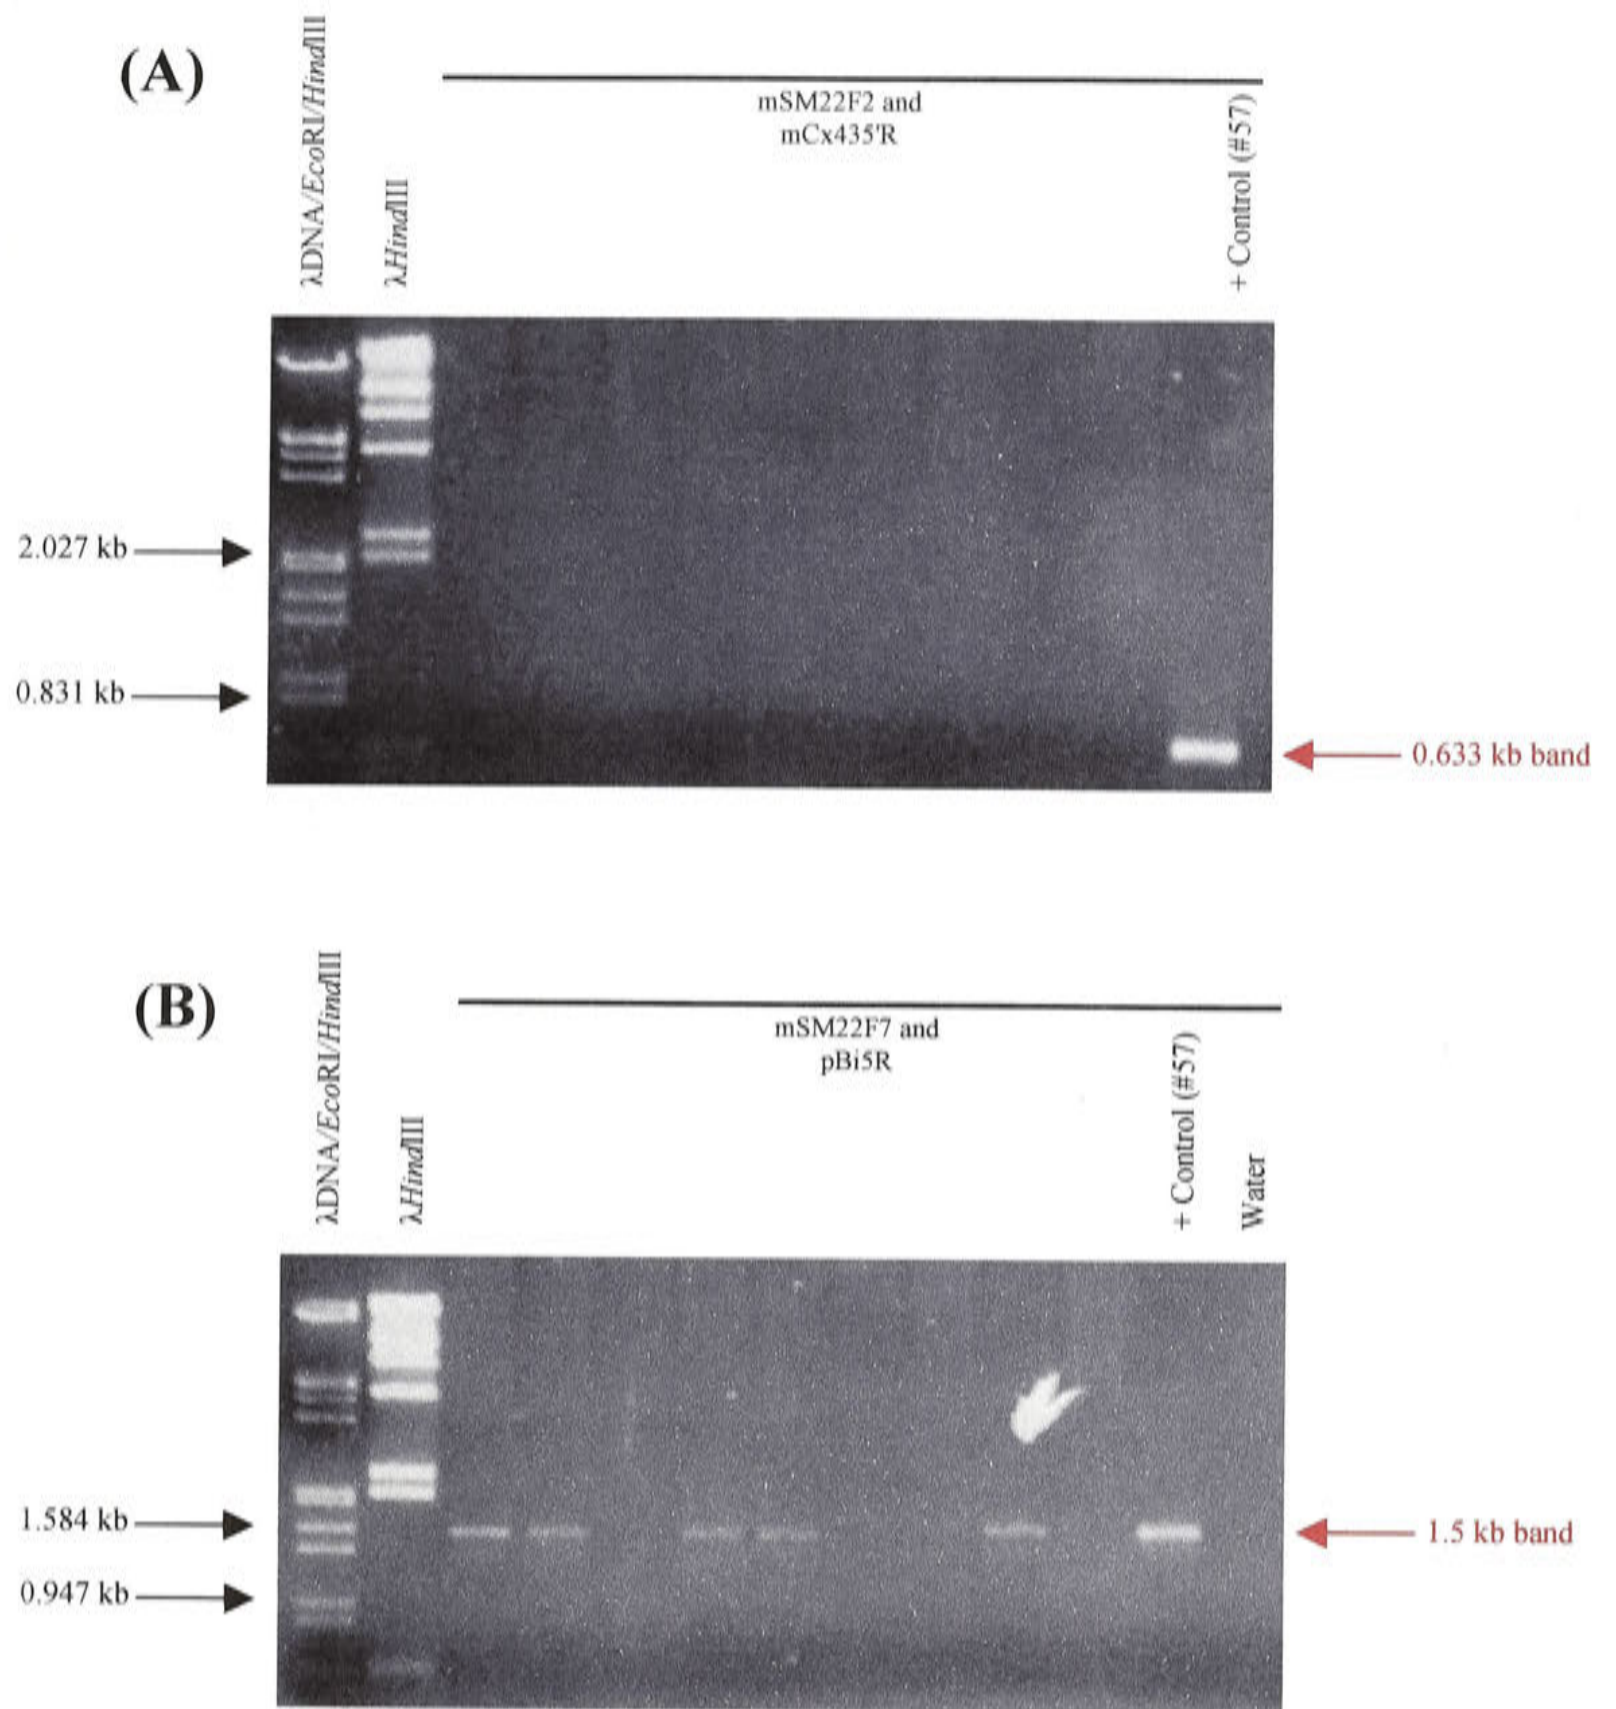 (A)
λDNA/EcoRI/HindIII
λHindIII
mSM22F2 and
mCx435'R
+ Control (#57)
2.027 kb
0.831 kb
0.633 kb band
(B)
λDNA/EcoRI/HindIII
λHindIII
mSM22F7 and
pBi5R
+ Control (#57)
Water
1.584 kb
0.947 kb
1.5 kb band